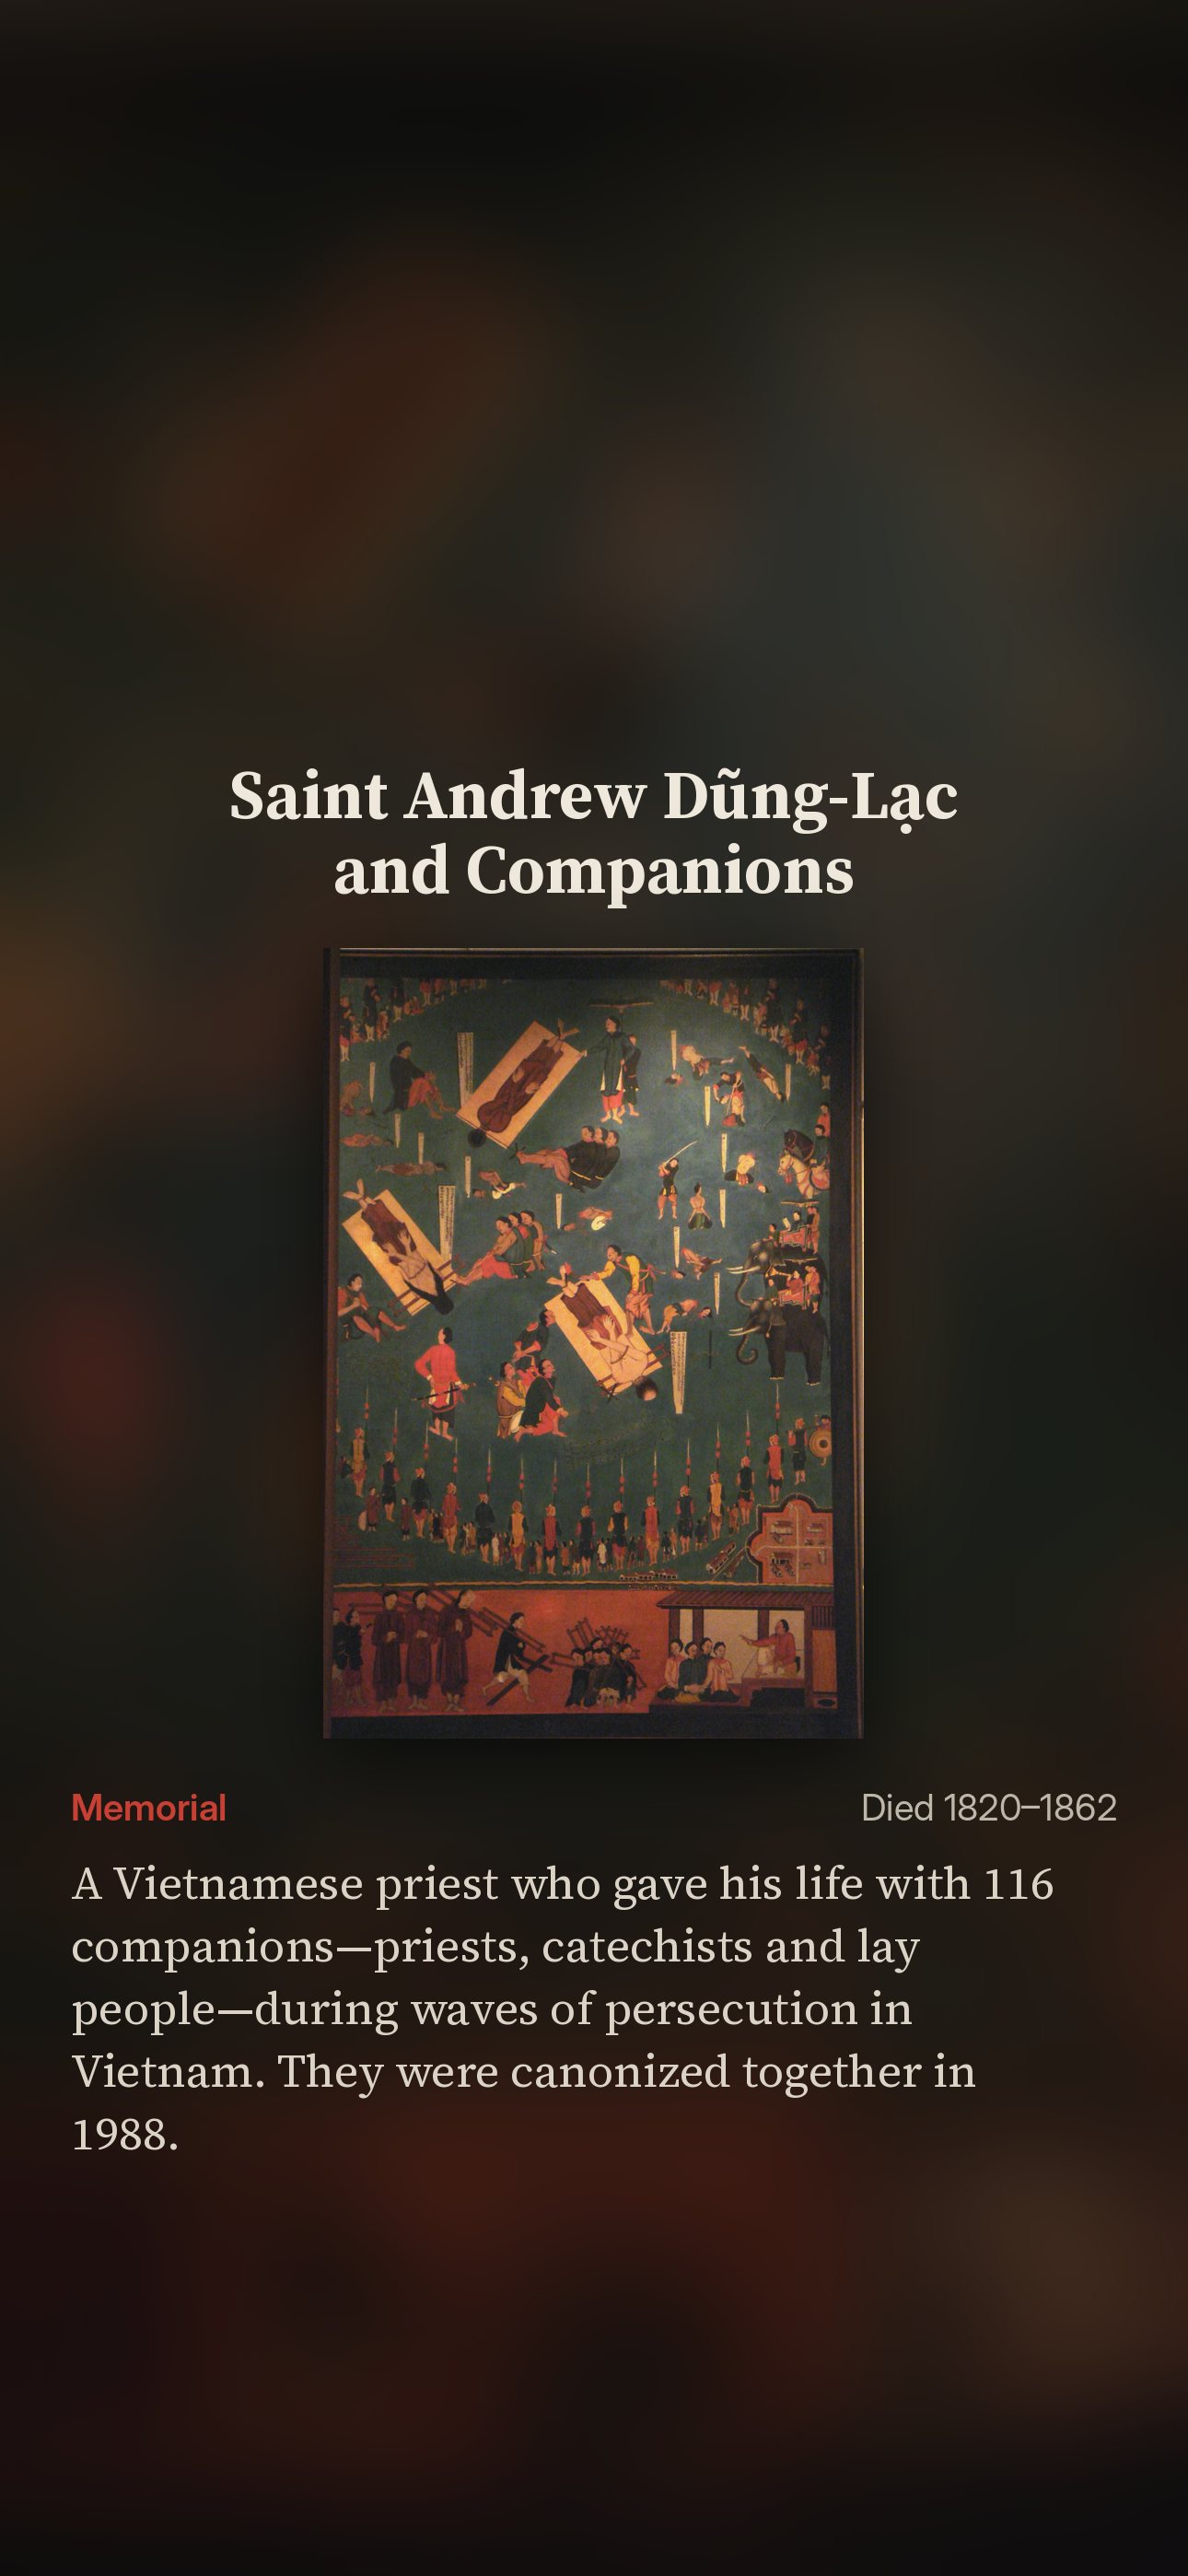 Saint Andrew Dũng-Lạc
and Companions
Memorial
Died 1820–1862
A Vietnamese priest who gave his life with 116
companions—priests, catechists and lay
people—during waves of persecution in
Vietnam. They were canonized together in
1988.